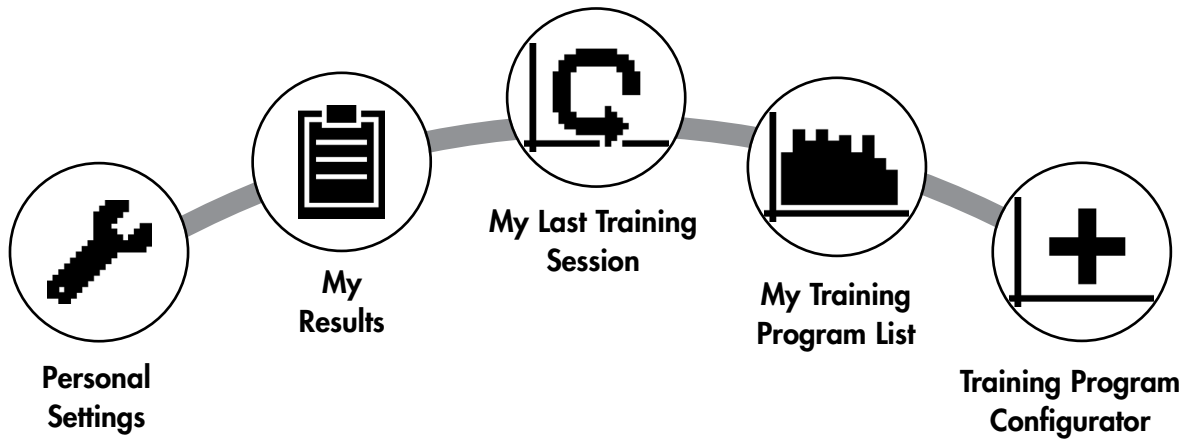 Personal
Settings
My
Results
My Last Training
Session
My Training
Program List
Training Program
Configurator